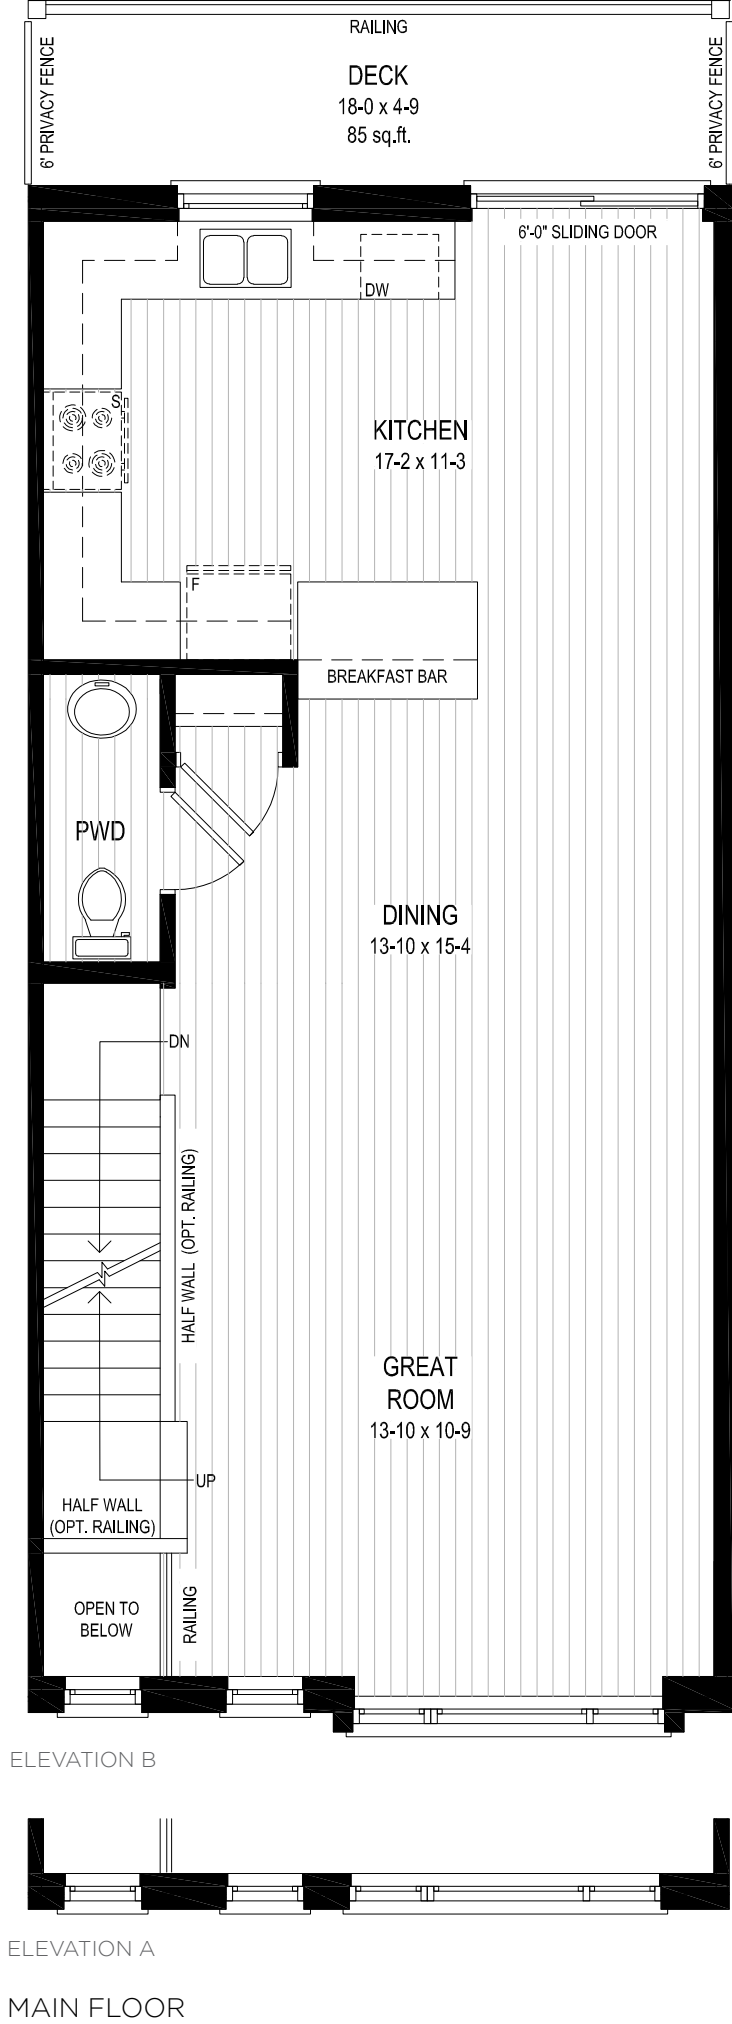 RAILING
6' PRIVACY FENCE
DECK
18-0 x 4-9
85 sq.ft.
6' PRIVACY FENCE
6'-0" SLIDING DOOR
DW
S
KITCHEN
17-2 x 11-3
F
BREAKFAST BAR
PWD
DINING
13-10 x 15-4
DN
HALF WALL (OPT. RAILING)
GREAT
ROOM
13-10 x 10-9
UP
HALF WALL
(OPT. RAILING)
OPEN TO
BELOW
RAILING
ELEVATION B
ELEVATION A
MAIN FLOOR